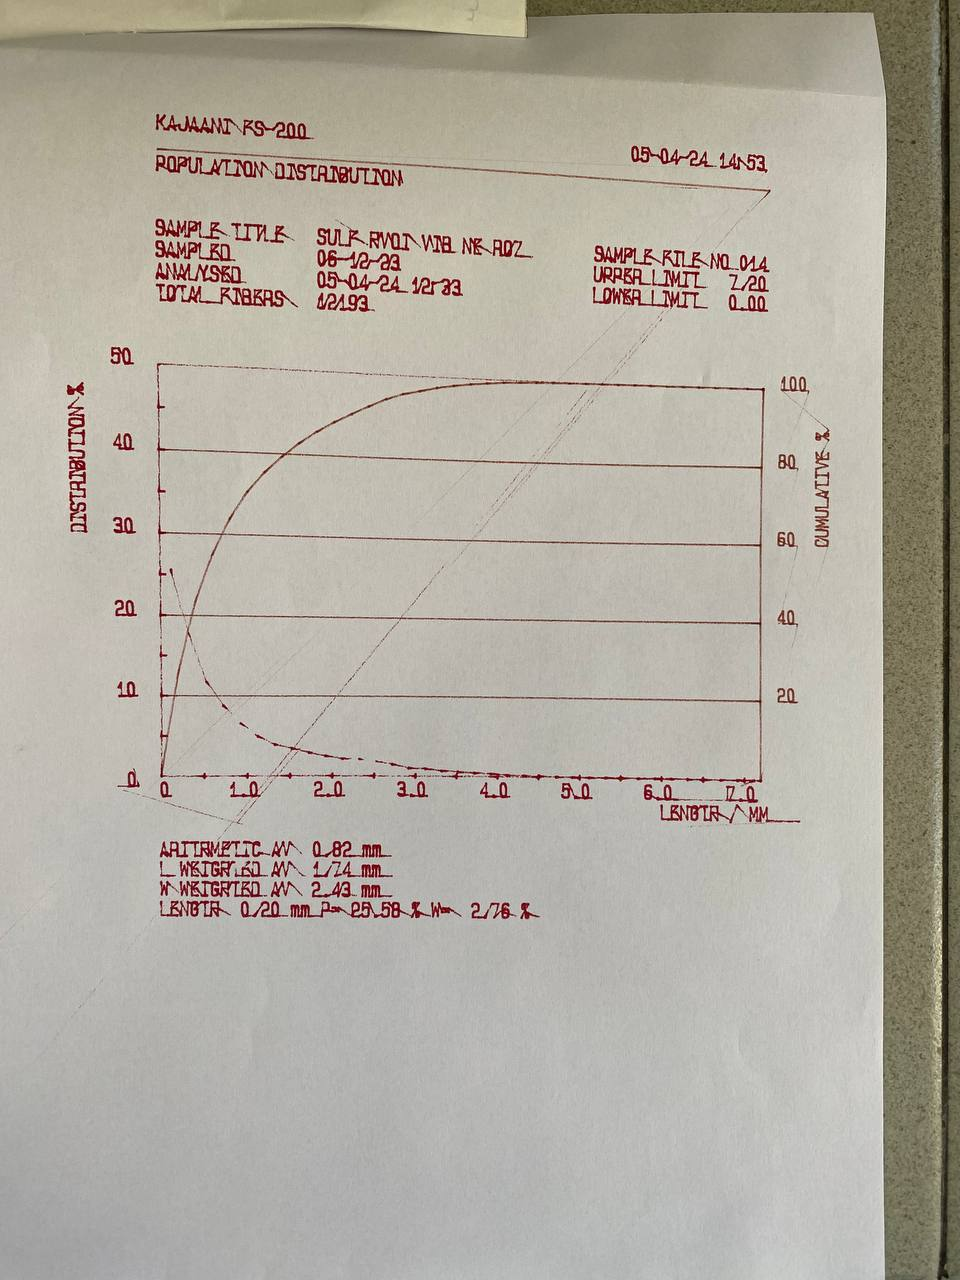 KAJAANI FS-200
05-04-24 14:53
POPULATION DISTRIBUTION
SAMPLE TITLE SULF
SAMPLED 06-12-23
ANALYSED 05-04-24 12:33
TOTAL FIBERS 12193
SAMPLE FILE NO 014
UPPER LIMIT 7.20
LOWER LIMIT 0.00
50
40
30
20
10
0
DISTRIBUTION %
100
80
60
40
20
CUMULATIVE %
0 1.0 2.0 3.0 4.0 5.0 6.0 7.0
LENGTH / MM
ARITHMETIC AV 0.82 mm
L WEIGHTED AV 1.74 mm
W WEIGHTED AV 2.43 mm
LENGTH 0.20 mm P= 25.58 % W= 2.76 %